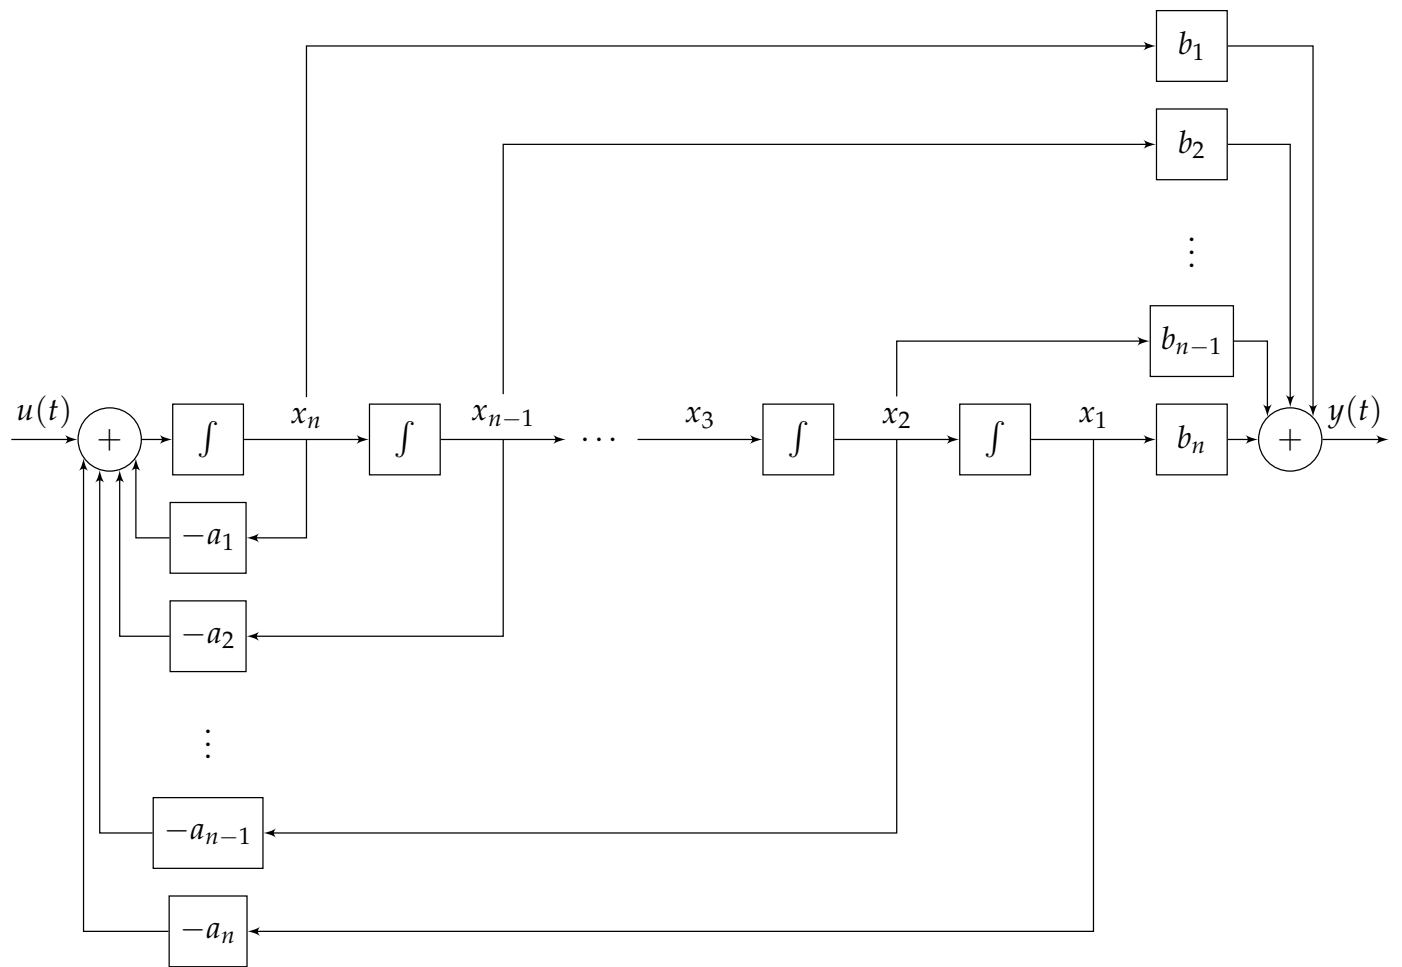 b₁
b₂
⋮
bₙ₋₁
u(t) + ∫ xₙ ∫ xₙ₋₁ ⋯ x₃ ∫ x₂ ∫ x₁ bₙ + y(t)
−a₁
−a₂
⋮
−aₙ₋₁
−aₙ